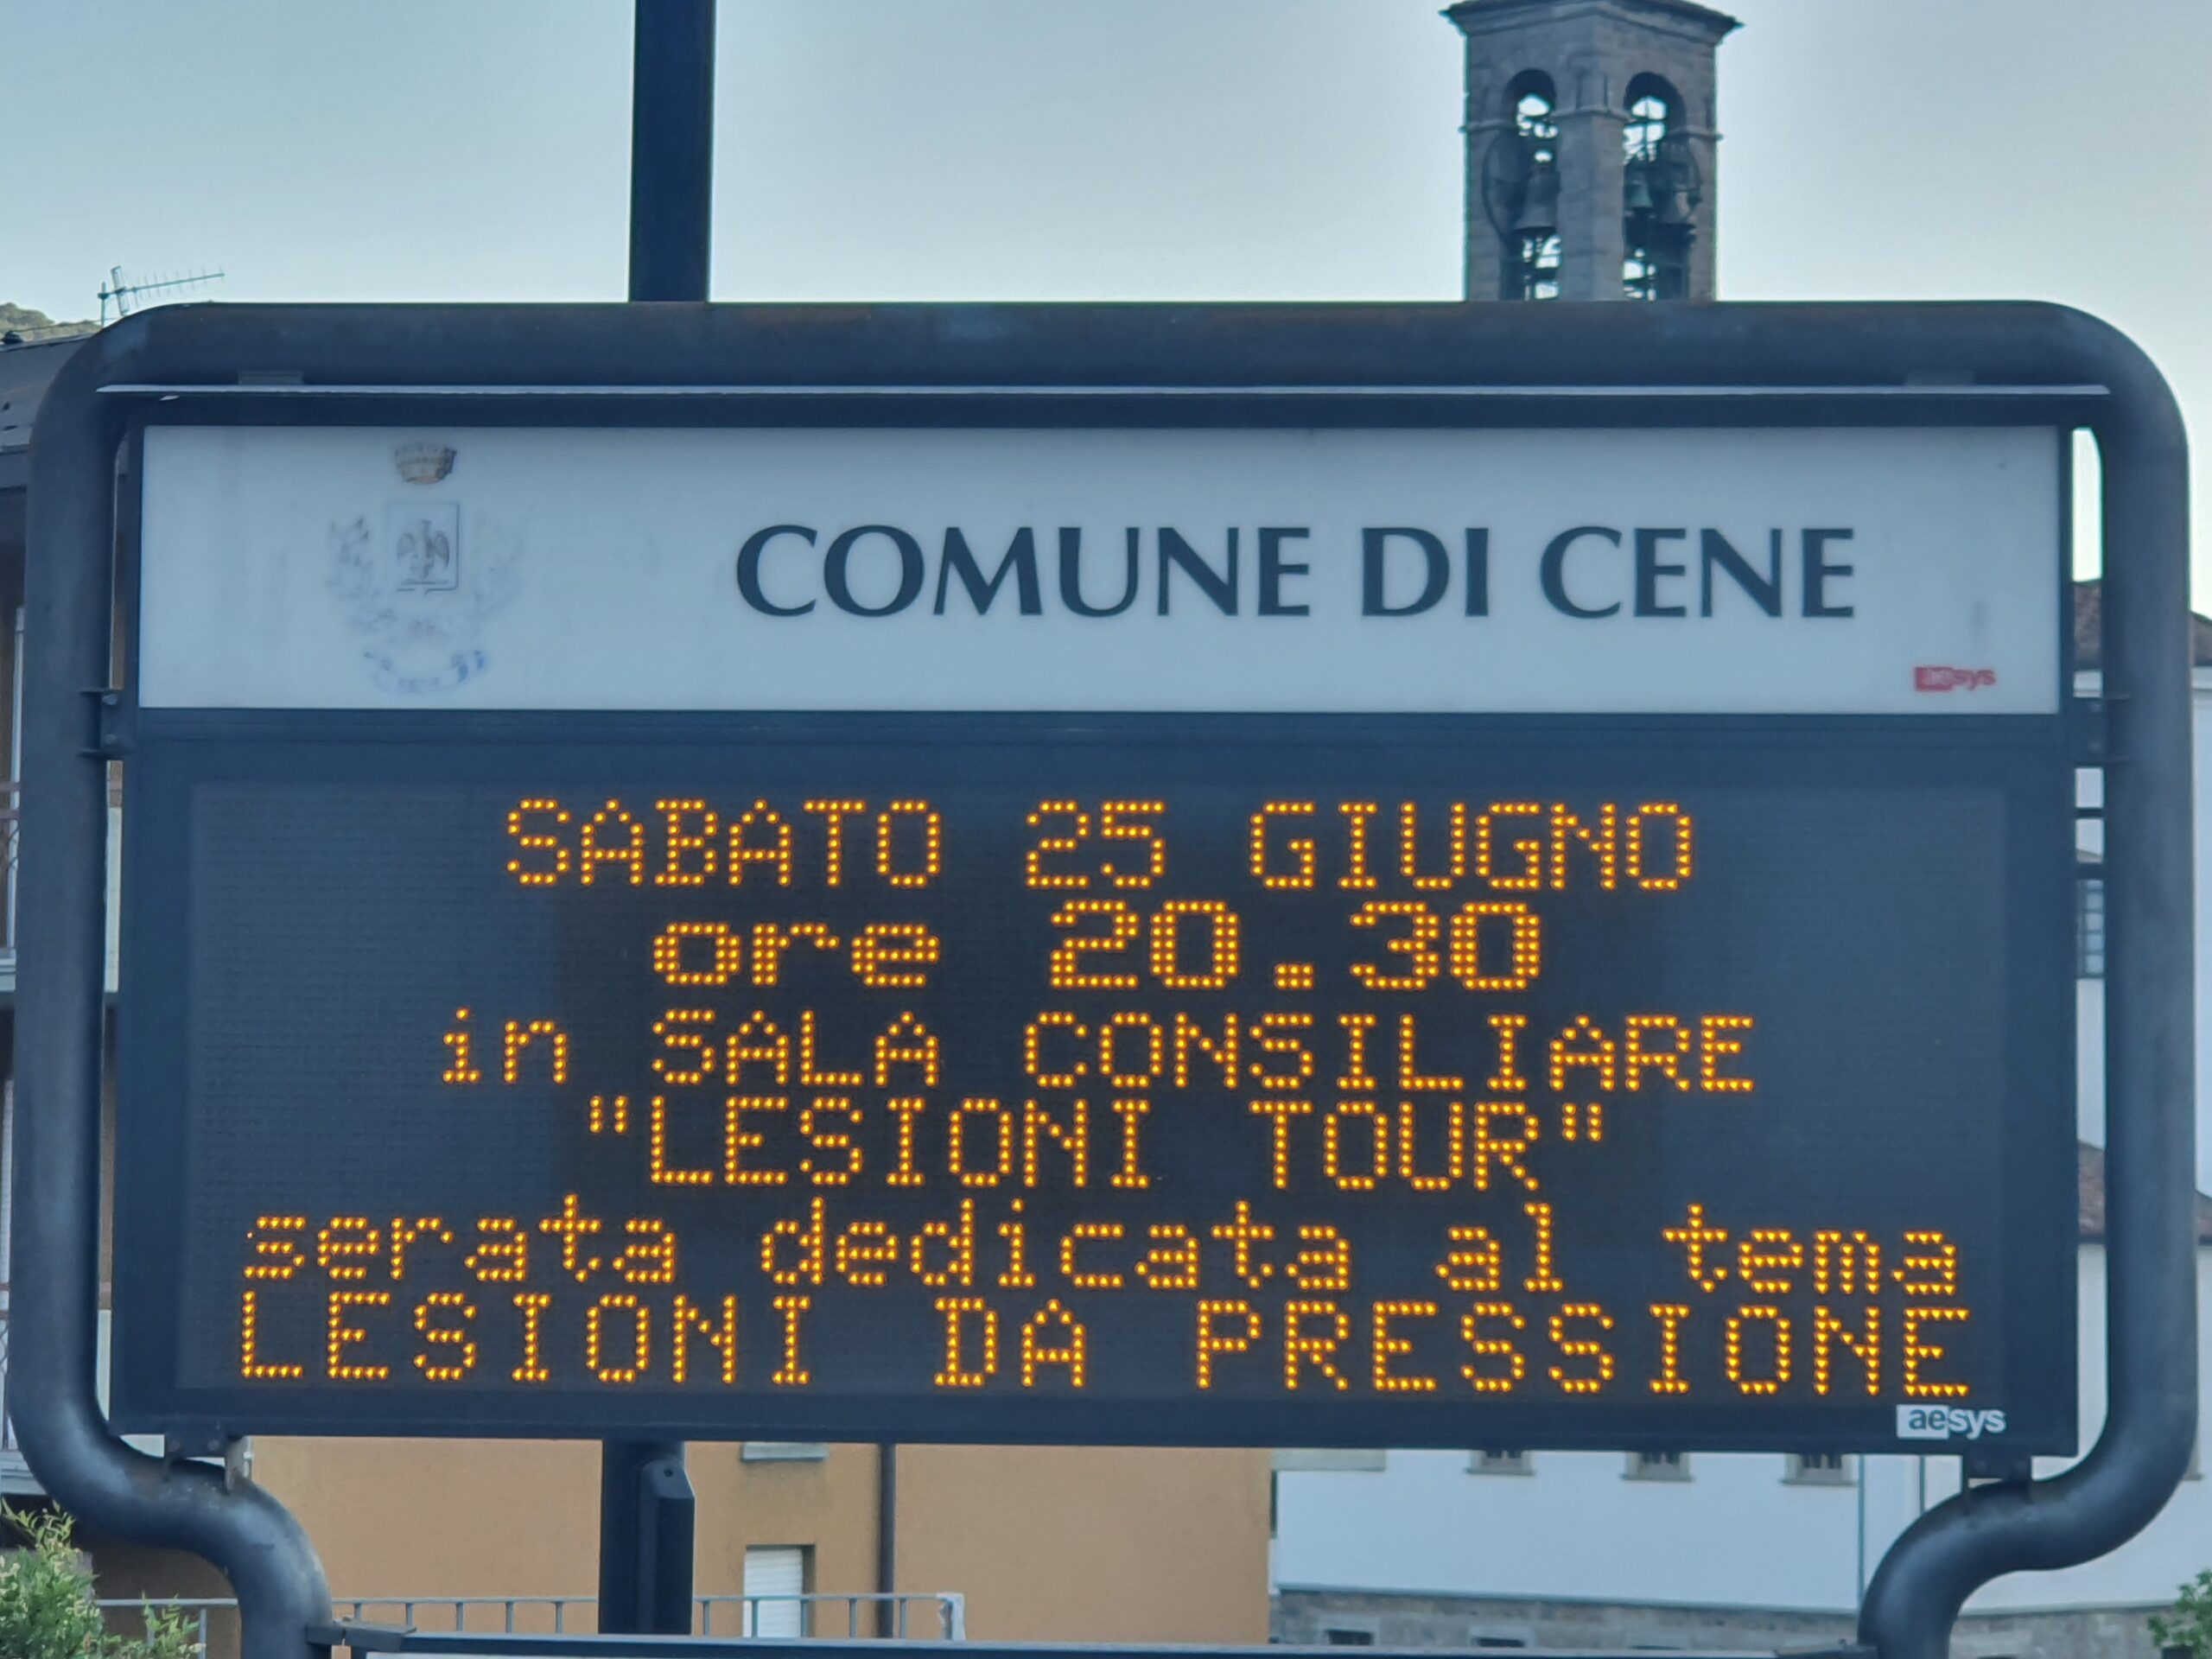 COMUNE DI CENE
aesys
SABATO 25 GIUGNO
ore 20.30
in SALA CONSILIARE
"LESIONI TOUR"
serata dedicata al tema
LESIONI DA PRESSIONE
aesys